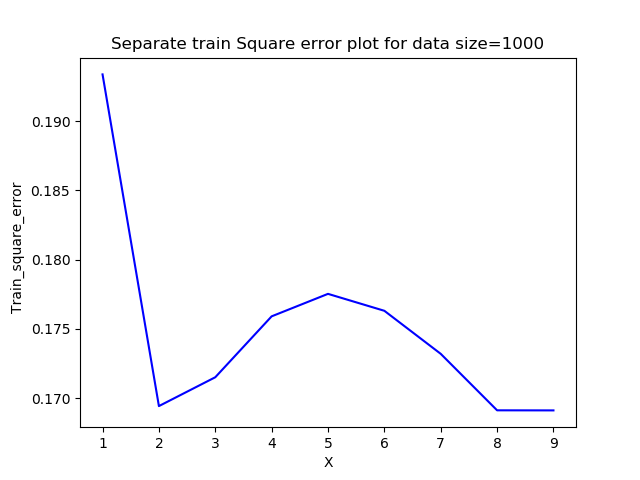 Separate train Square error plot for data size=1000
0.190
0.185
0.180
0.175
0.170
Train_square_error
1 2 3 4 5 6 7 8 9
X